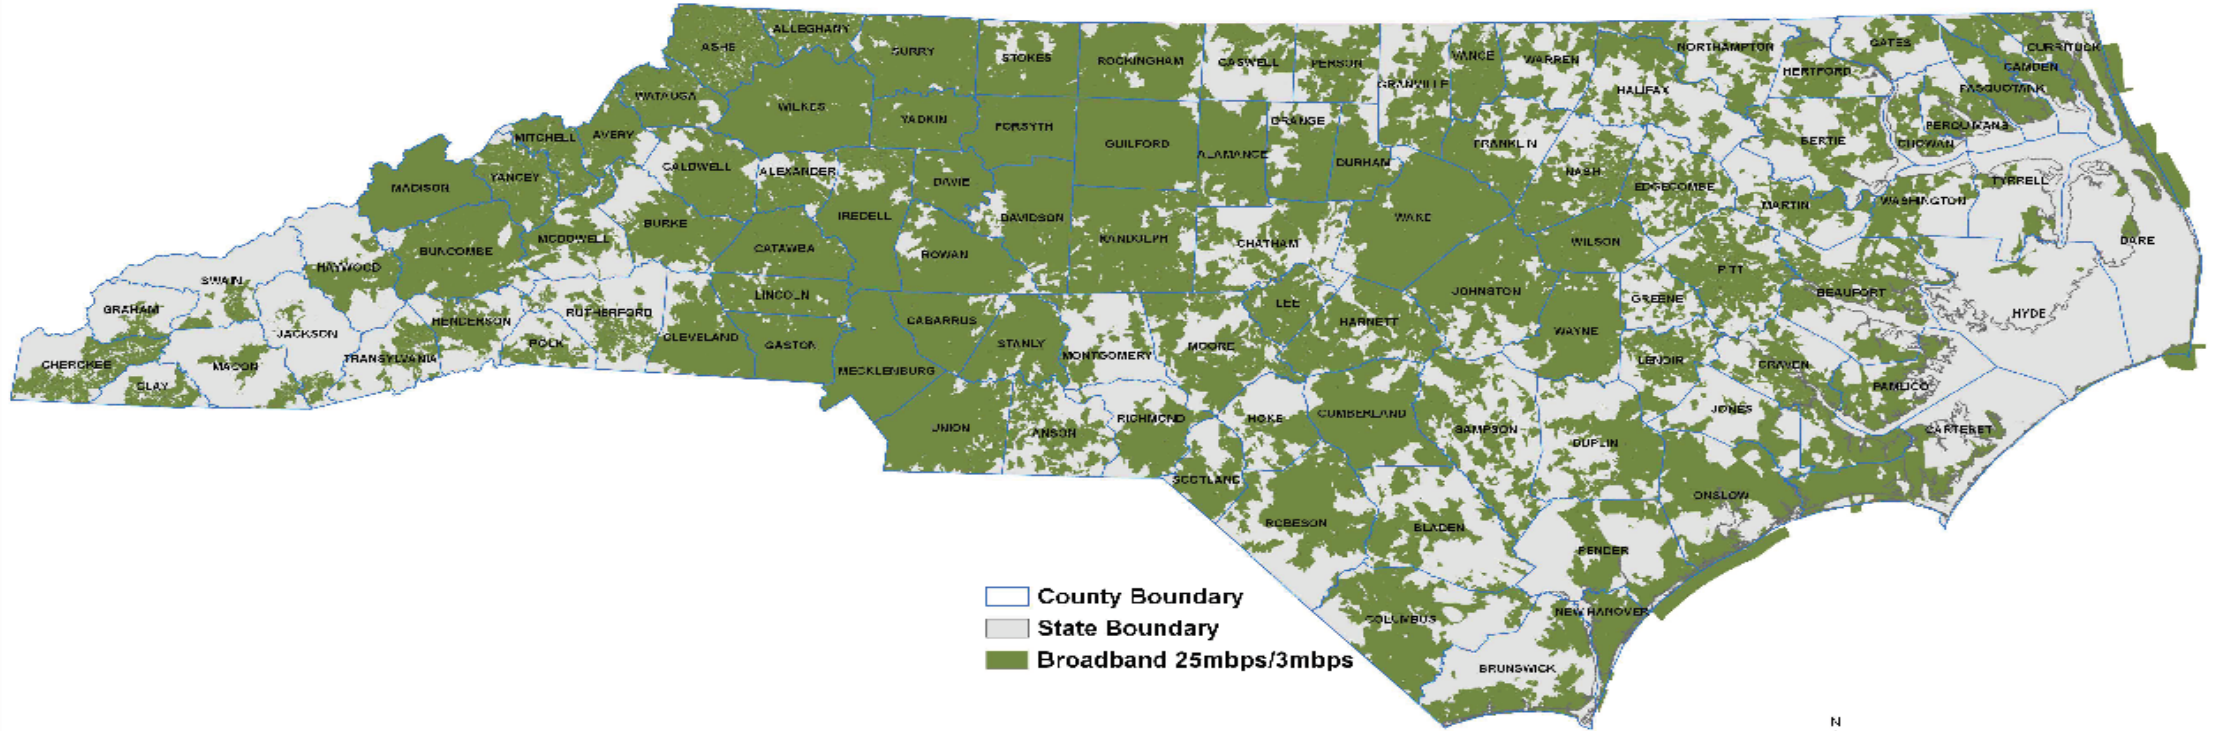 ALLEGHANY
ASHE
SURRY
STOKES
ROCKINGHAM
CASWELL
PERSON
GRANVILLE
VANCE
WARREN
NORTHAMPTON
HALIFAX
HERTFORD
GATES
CURRITUCK
CAMDEN
PASQUOTANK
PERQUIMANS
CHOWAN
BERTIE
WATAUGA
WILKES
YADKIN
FORSYTH
GUILFORD
ALAMANCE
ORANGE
DURHAM
FRANKLIN
NASH
EDGECOMBE
MARTIN
WASHINGTON
TYRRELL
DARE
MITCHELL
AVERY
CALDWELL
ALEXANDER
DAVIE
MADISON
YANCEY
IREDELL
DAVIDSON
RANDOLPH
CHATHAM
WAKE
WILSON
BURKE
MCDOWELL
BUNCOMBE
CATAWBA
ROWAN
HAYWOOD
SWAIN
GRAHAM
JACKSON
HENDERSON
RUTHERFORD
LINCOLN
CABARRUS
LEE
HARNETT
JOHNSTON
GREENE
PITT
BEAUFORT
HYDE
CHEROKEE
CLAY
MACON
TRANSYLVANIA
POLK
CLEVELAND
GASTON
MECKLENBURG
STANLY
MONTGOMERY
MOORE
WAYNE
LENOIR
CRAVEN
PAMLICO
UNION
ANSON
RICHMOND
HOKE
CUMBERLAND
SAMPSON
DUPLIN
JONES
CARTERET
SCOTLAND
ROBESON
BLADEN
ONSLOW
PENDER
COLUMBUS
NEW HANOVER
BRUNSWICK
County Boundary
State Boundary
Broadband 25mbps/3mbps
N